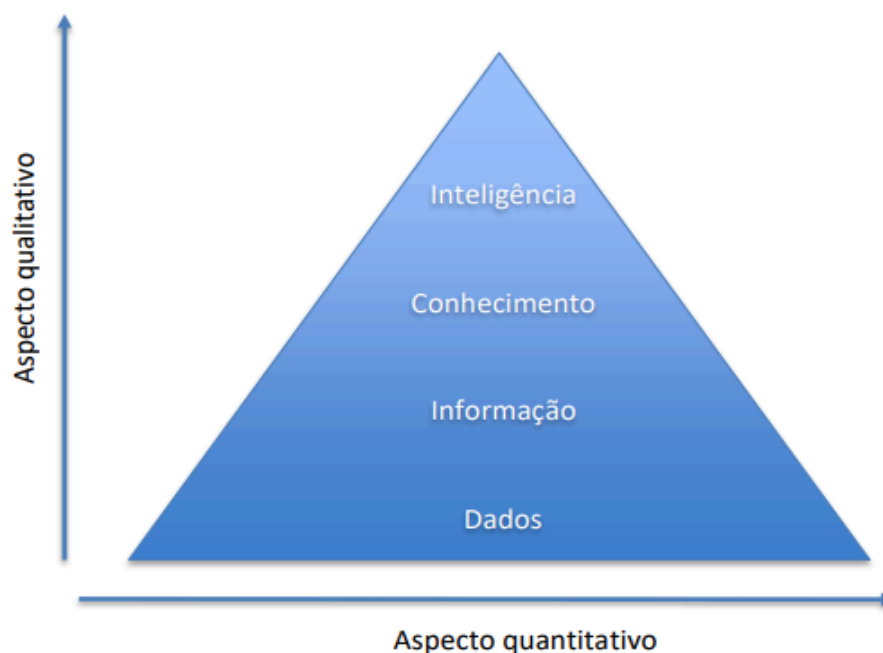 Aspecto qualitativo
Inteligência
Conhecimento
Informação
Dados
Aspecto quantitativo